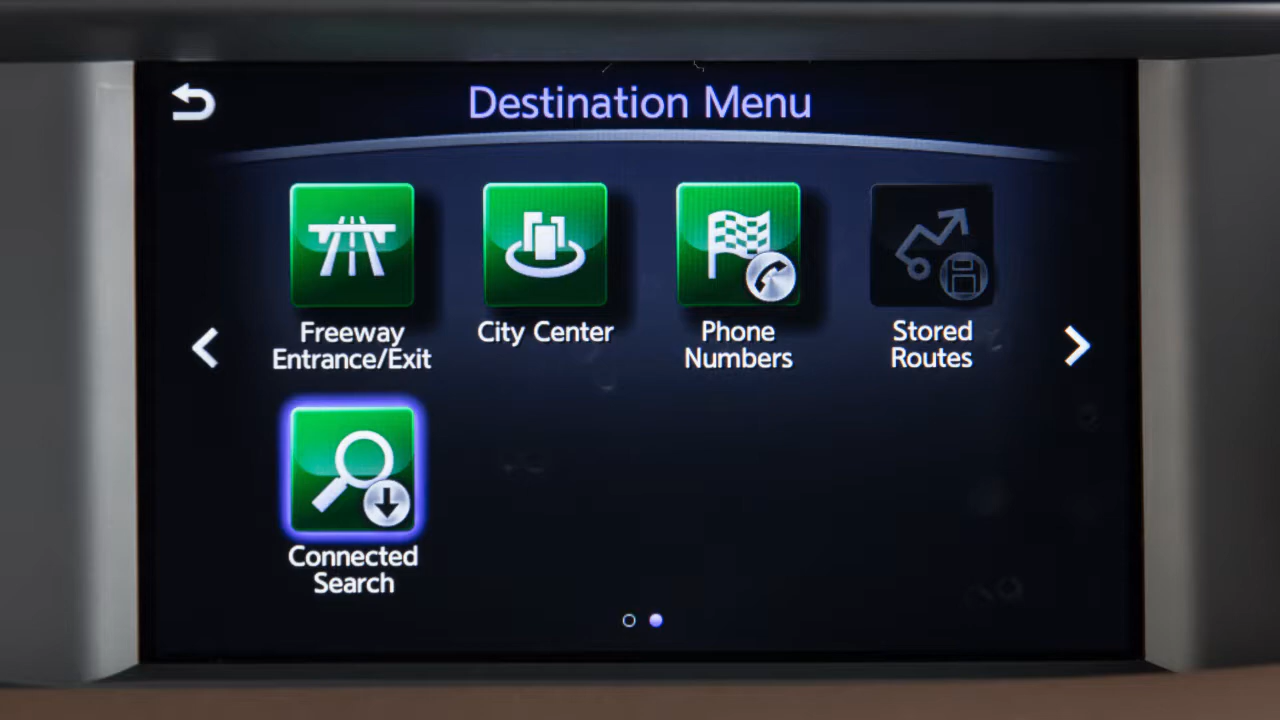 Destination Menu
Freeway
Entrance/Exit
City Center
Phone
Numbers
Stored
Routes
Connected
Search